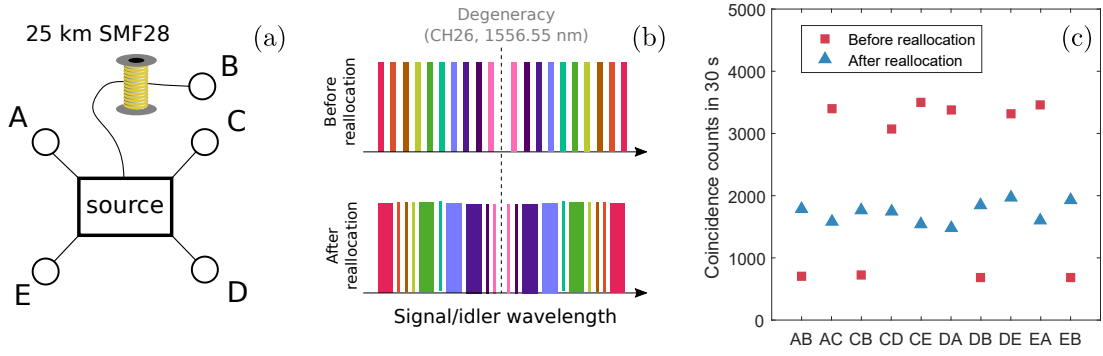 25 km SMF28
(a)
A
B
C
source
E
D
Degeneracy
(CH26, 1556.55 nm)
(b)
Before
reallocation
After
reallocation
Signal/idler wavelength
(c)
Coincidence counts in 30 s
5000
4000
3000
2000
1000
0
Before reallocation
After reallocation
AB AC CB CD CE DA DB DE EA EB